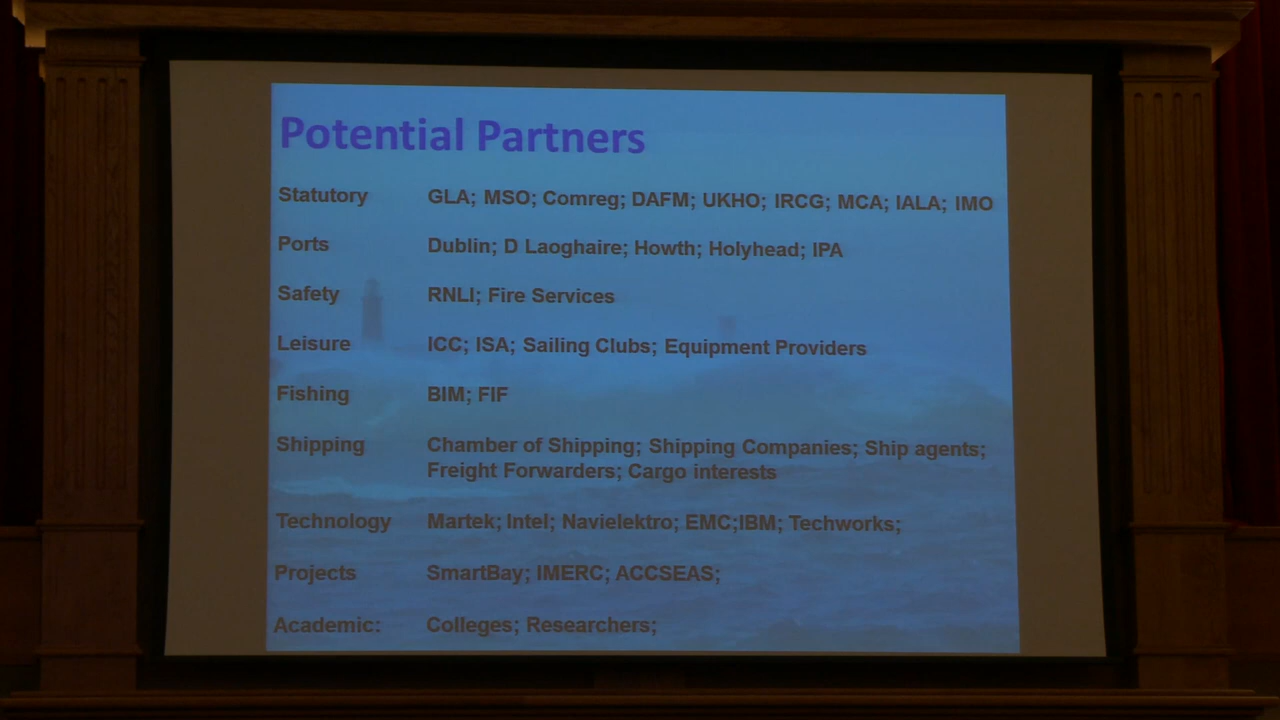 Potential Partners
Statutory GLA; MSO; Comreg; DAFM; UKHO; IRCG; MCA; IALA; IMO
Ports Dublin; D Laoghaire; Howth; Holyhead; IPA
Safety RNLI; Fire Services
Leisure ICC; ISA; Sailing Clubs; Equipment Providers
Fishing BIM; FIF
Shipping Chamber of Shipping; Shipping Companies; Ship agents;
Freight Forwarders; Cargo interests
Technology Martek; Intel; Navielektro; EMC;IBM; Techworks;
Projects SmartBay; IMERC; ACCSEAS;
Academic: Colleges; Researchers;